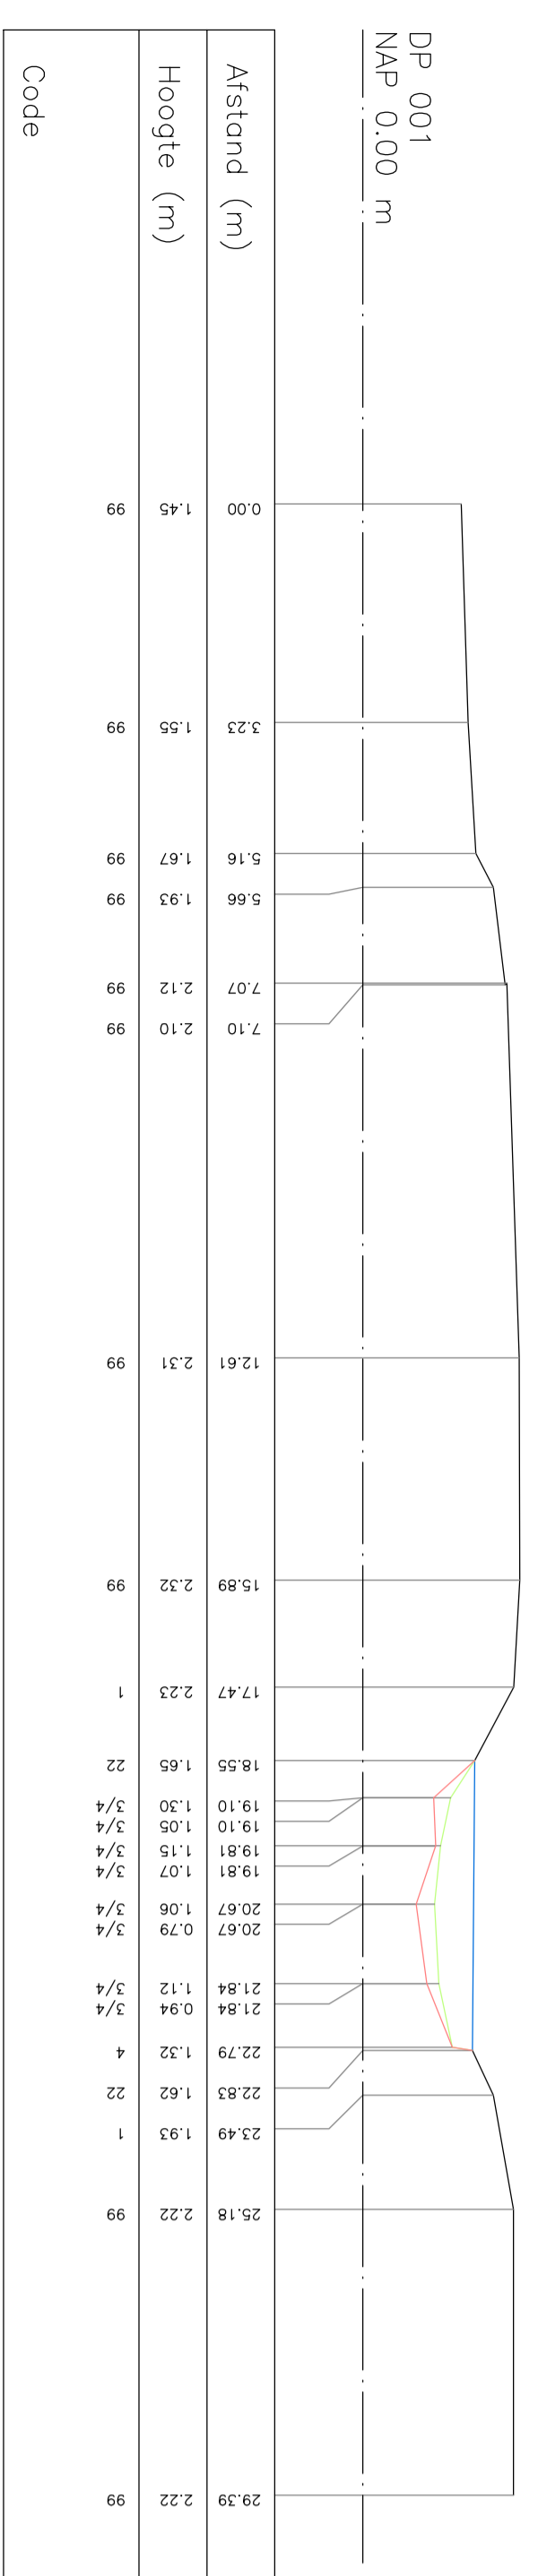 DP 001
NAP 0.00 m
Afstand (m) 0.00 3.23 5.16 5.66 7.07 7.10 12.61 15.89 17.47 18.55 19.10 19.10 19.81 19.81 20.67 20.67 21.84 21.84 22.79 22.83 23.49 25.18 29.39
Hoogte (m) 1.45 1.55 1.67 1.93 2.12 2.10 2.31 2.32 2.23 1.65 1.30 1.05 1.15 1.07 1.06 0.79 1.12 0.94 1.32 1.62 1.93 2.22 2.22
Code 99 99 99 99 99 99 99 99 1 22 3/4 3/4 3/4 3/4 3/4 3/4 3/4 3/4 4 22 1 99 99